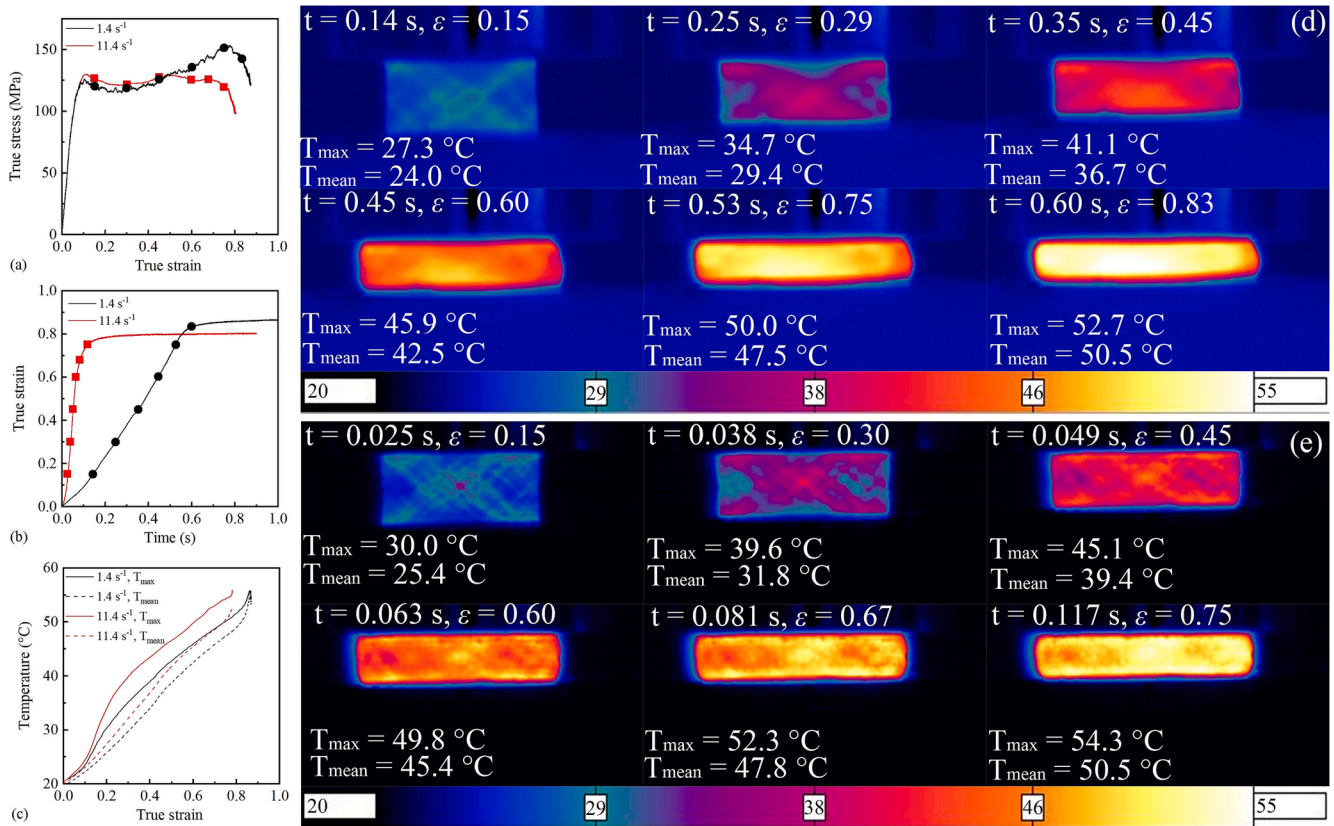 1.4 s⁻¹
11.4 s⁻¹
150
100
50
0
True stress (MPa)
0.0 0.2 0.4 0.6 0.8 1.0
True strain
(a)
1.4 s⁻¹
11.4 s⁻¹
1.0
0.8
0.6
0.4
0.2
0.0
True strain
0.0 0.2 0.4 0.6 0.8 1.0
Time (s)
(b)
1.4 s⁻¹, Tmax
1.4 s⁻¹, Tmean
11.4 s⁻¹, Tmax
11.4 s⁻¹, Tmean
60
50
40
30
20
Temperature (°C)
0.0 0.2 0.4 0.6 0.8 1.0
True strain
(c)
t = 0.14 s, ε = 0.15
Tmax = 27.3 °C
Tmean = 24.0 °C
t = 0.25 s, ε = 0.29
Tmax = 34.7 °C
Tmean = 29.4 °C
t = 0.35 s, ε = 0.45
(d)
Tmax = 41.1 °C
Tmean = 36.7 °C
t = 0.45 s, ε = 0.60
Tmax = 45.9 °C
Tmean = 42.5 °C
t = 0.53 s, ε = 0.75
Tmax = 50.0 °C
Tmean = 47.5 °C
t = 0.60 s, ε = 0.83
Tmax = 52.7 °C
Tmean = 50.5 °C
20 29 38 46 55
t = 0.025 s, ε = 0.15
Tmax = 30.0 °C
Tmean = 25.4 °C
t = 0.038 s, ε = 0.30
Tmax = 39.6 °C
Tmean = 31.8 °C
t = 0.049 s, ε = 0.45
(e)
Tmax = 45.1 °C
Tmean = 39.4 °C
t = 0.063 s, ε = 0.60
Tmax = 49.8 °C
Tmean = 45.4 °C
t = 0.081 s, ε = 0.67
Tmax = 52.3 °C
Tmean = 47.8 °C
t = 0.117 s, ε = 0.75
Tmax = 54.3 °C
Tmean = 50.5 °C
20 29 38 46 55